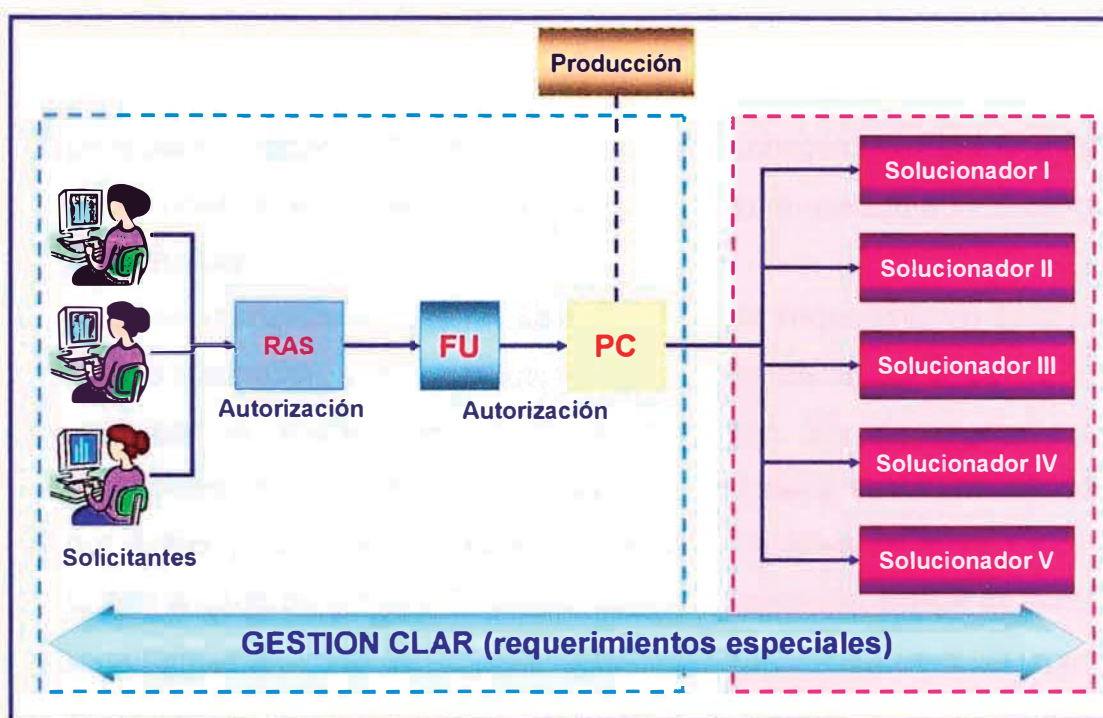 Producción
Solucionador I
Solucionador II
Solucionador III
Solucionador IV
Solucionador V
RAS
FU
PC
Autorización
Autorización
Solicitantes
GESTION CLAR (requerimientos especiales)